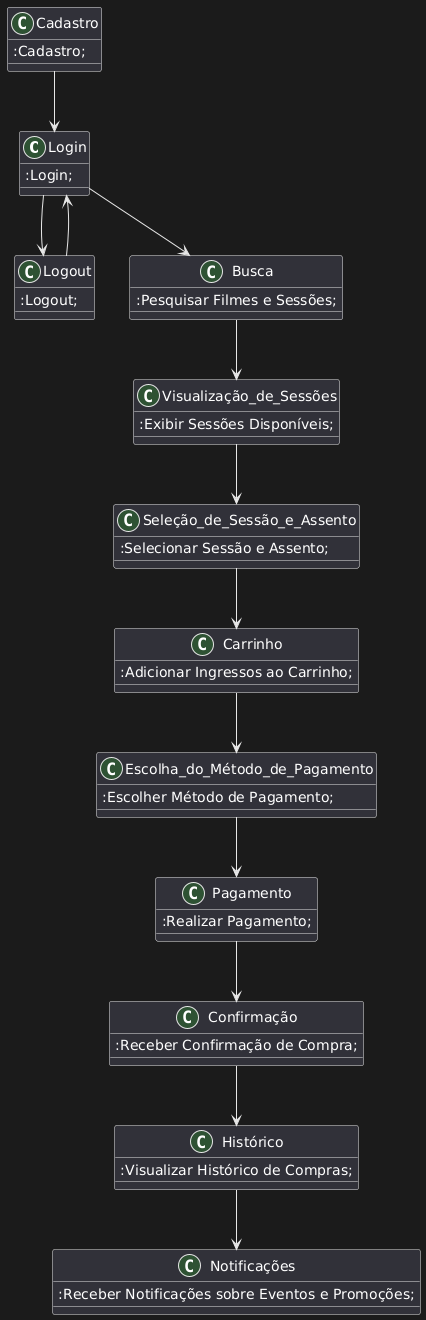 C Cadastro
:Cadastro;
C Login
:Login;
C Logout
:Logout;
C Busca
:Pesquisar Filmes e Sessões;
C Visualização_de_Sessões
:Exibir Sessões Disponíveis;
C Seleção_de_Sessão_e_Assento
:Selecionar Sessão e Assento;
C Carrinho
:Adicionar Ingressos ao Carrinho;
C Escolha_do_Método_de_Pagamento
:Escolher Método de Pagamento;
C Pagamento
:Realizar Pagamento;
C Confirmação
:Receber Confirmação de Compra;
C Histórico
:Visualizar Histórico de Compras;
C Notificações
:Receber Notificações sobre Eventos e Promoções;